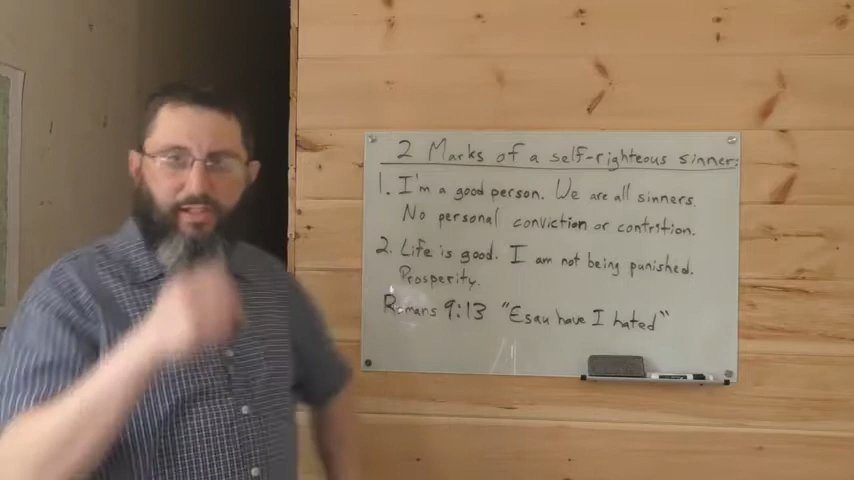 2 Marks of a self-righteous sinner:
1. I'm a good person. We are all sinners.
No personal conviction or contrition.
2. Life is good. I am not being punished.
Prosperity.
Romans 9:13 "Esau have I hated"